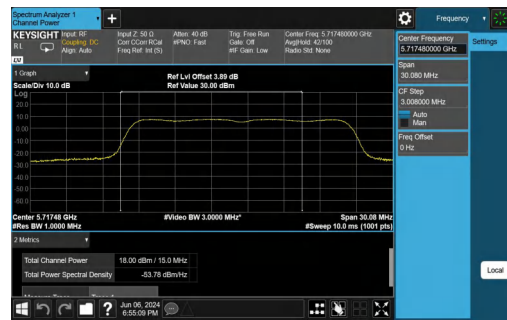 Spectrum Analyzer 1
Channel Power
+
Frequency
KEYSIGHT
RL
Input: RF
Coupling: DC
Align: Auto
Input Z: 50 Ω
Corr CCorr RCal
Freq Ref: Int (S)
Atten: 40 dB
#PNO: Fast
Trig: Free Run
Gate: Off
#IF Gain: Low
Center Freq: 5.717480000 GHz
Avg|Hold: 42/100
Radio Std: None
LV
Center Frequency
5.717480000 GHz
Settings
Span
30.080 MHz
CF Step
3.008000 MHz
Auto
Man
Freq Offset
0 Hz
1 Graph
Scale/Div 10.0 dB
Ref Lvl Offset 3.89 dB
Ref Value 30.00 dBm
Log
20.0
10.0
0.00
-10.0
-20.0
-30.0
-40.0
-50.0
-60.0
Center 5.71748 GHz
#Res BW 1.0000 MHz
#Video BW 3.0000 MHz*
Span 30.08 MHz
#Sweep 10.0 ms (1001 pts)
2 Metrics
Total Channel Power 18.00 dBm / 15.0 MHz
Total Power Spectral Density -53.78 dBm/Hz
Local
?
Jun 06, 2024
6:55:09 PM